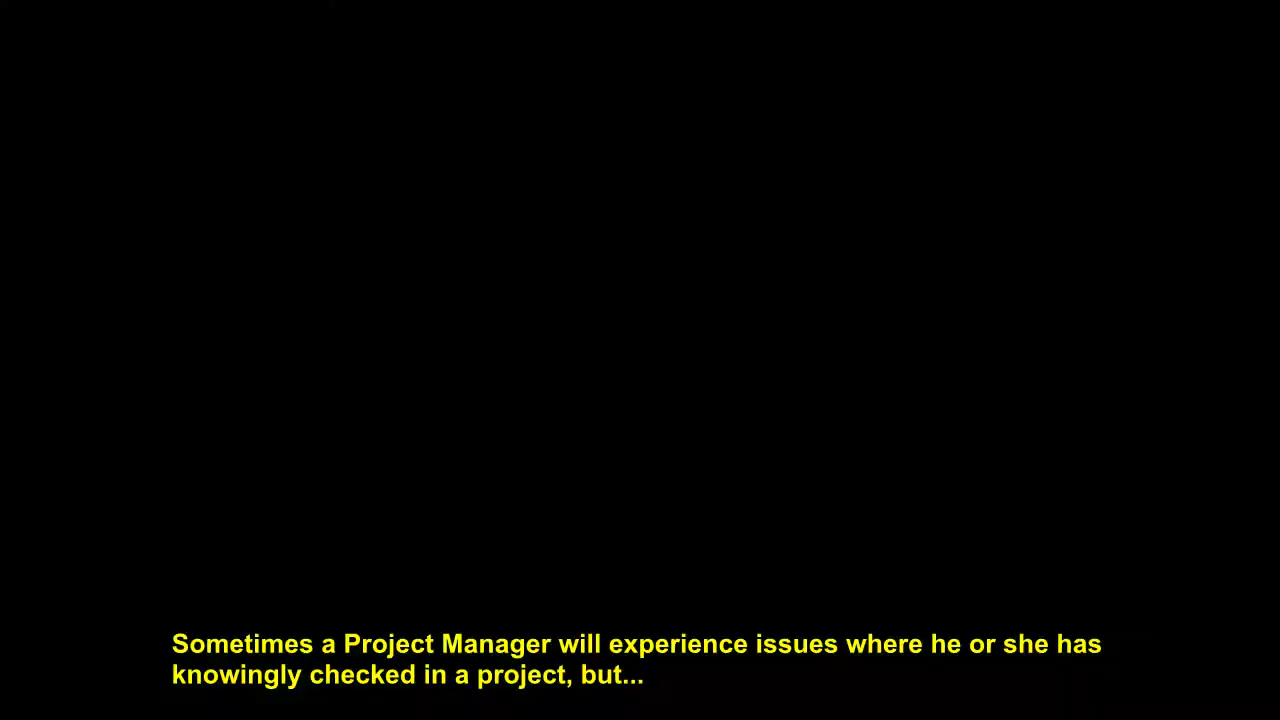 Sometimes a Project Manager will experience issues where he or she has
knowingly checked in a project, but...